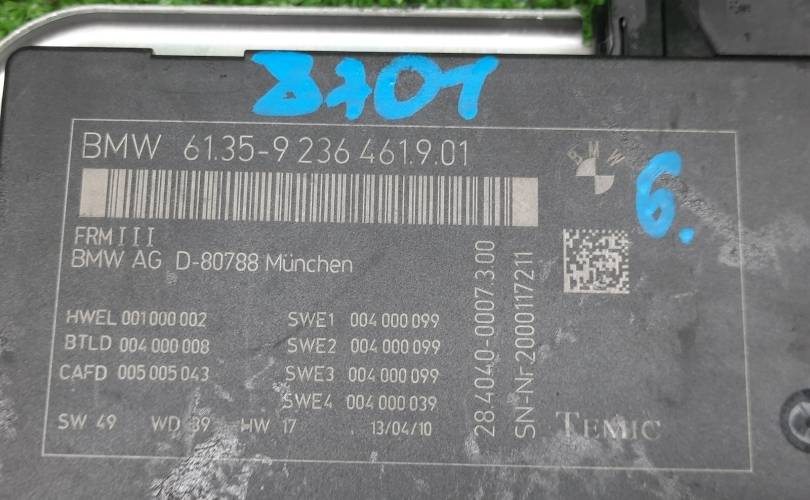 3701
BMW 61.35-9 236 461.9.01
BMW
6.
FRM III
BMW AG D-80788 München
HWEL 001 000 002
BTLD 004 000 008
CAFD 005 005 043
SWE1 004 000 099
SWE2 004 000 099
SWE3 004 000 099
SWE4 004 000 039
SW 49 WD 39 HW 17 13/04/10
28.4040-0007.3.00
SN-Nr.2000117211
TEMIC